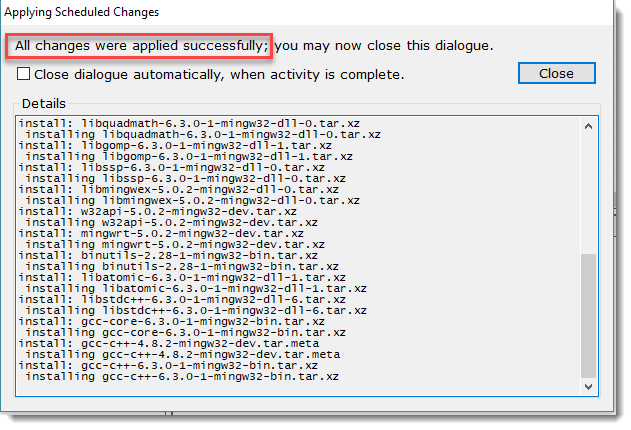 Applying Scheduled Changes
All changes were applied successfully; you may now close this dialogue.
Close dialogue automatically, when activity is complete.
Close
Details
install: libquadmath-6.3.0-1-mingw32-dll-0.tar.xz
installing libquadmath-6.3.0-1-mingw32-dll-0.tar.xz
install: libgomp-6.3.0-1-mingw32-dll-1.tar.xz
installing libgomp-6.3.0-1-mingw32-dll-1.tar.xz
install: libssp-6.3.0-1-mingw32-dll-0.tar.xz
installing libssp-6.3.0-1-mingw32-dll-0.tar.xz
install: libmingwex-5.0.2-mingw32-dll-0.tar.xz
installing libmingwex-5.0.2-mingw32-dll-0.tar.xz
install: w32api-5.0.2-mingw32-dev.tar.xz
installing w32api-5.0.2-mingw32-dev.tar.xz
install: mingwrt-5.0.2-mingw32-dev.tar.xz
installing mingwrt-5.0.2-mingw32-dev.tar.xz
install: binutils-2.28-1-mingw32-bin.tar.xz
installing binutils-2.28-1-mingw32-bin.tar.xz
install: libatomic-6.3.0-1-mingw32-dll-1.tar.xz
installing libatomic-6.3.0-1-mingw32-dll-1.tar.xz
install: libstdc++-6.3.0-1-mingw32-dll-6.tar.xz
installing libstdc++-6.3.0-1-mingw32-dll-6.tar.xz
install: gcc-core-6.3.0-1-mingw32-bin.tar.xz
installing gcc-core-6.3.0-1-mingw32-bin.tar.xz
install: gcc-c++-4.8.2-mingw32-dev.tar.meta
installing gcc-c++-4.8.2-mingw32-dev.tar.meta
install: gcc-c++-6.3.0-1-mingw32-bin.tar.xz
installing gcc-c++-6.3.0-1-mingw32-bin.tar.xz